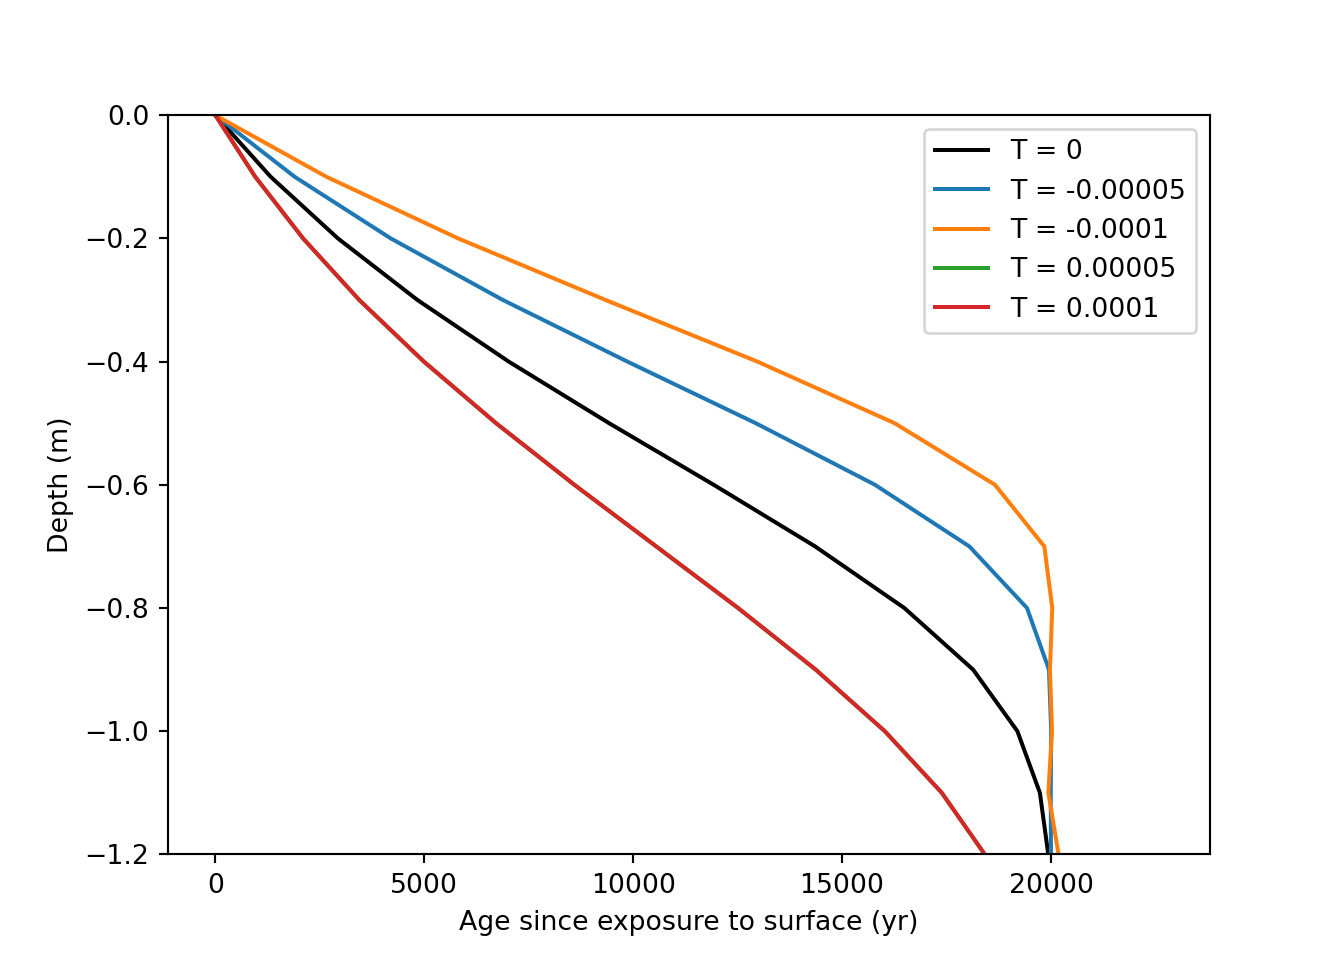 0.0
−0.2
−0.4
−0.6
−0.8
−1.0
−1.2
Depth (m)
0 5000 10000 15000 20000
Age since exposure to surface (yr)
T = 0
T = -0.00005
T = -0.0001
T = 0.00005
T = 0.0001